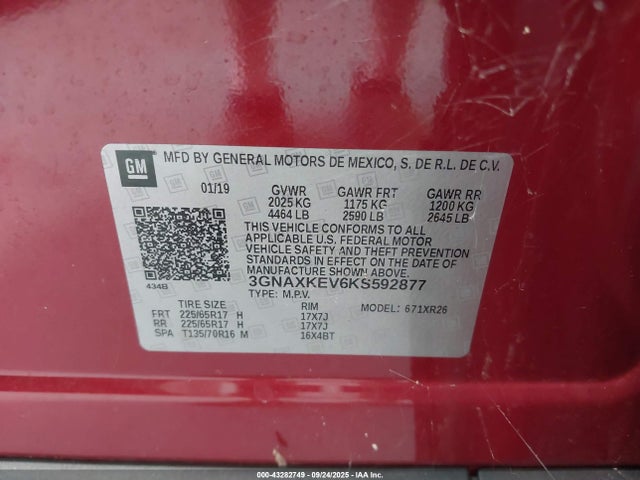 GM MFD BY GENERAL MOTORS DE MEXICO, S. DE R.L. DE C.V.
01/19 GVWR GAWR FRT GAWR RR
2025 KG 1175 KG 1200 KG
4464 LB 2590 LB 2645 LB
THIS VEHICLE CONFORMS TO ALL
APPLICABLE U.S. FEDERAL MOTOR
VEHICLE SAFETY AND THEFT PREVENTION
STANDARDS IN EFFECT ON THE DATE OF
MANUFACTURE SHOWN ABOVE.
434B 3GNAXKEV6KS592877
TYPE: M.P.V. MODEL: 671XR26
TIRE SIZE RIM
FRT 225/65R17 H 17X7J
RR 225/65R17 H 17X7J
SPA T135/70R16 M 16X4BT
000-43282749 - 09/24/2025 - IAA Inc.